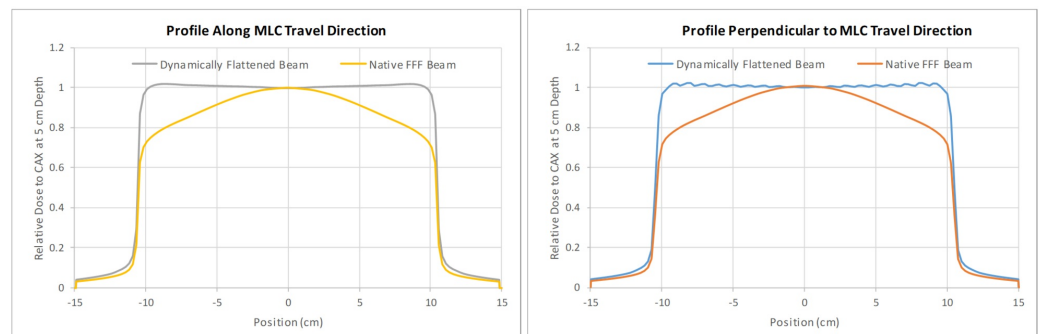 Profile Along MLC Travel Direction
Dynamically Flattened Beam
Native FFF Beam
Relative Dose to CAX at 5 cm Depth
1.2
1
0.8
0.6
0.4
0.2
0
-15
-10
-5
0
5
10
15
Position (cm)
Profile Perpendicular to MLC Travel Direction
Dynamically Flattened Beam
Native FFF Beam
Relative Dose to CAX at 5 cm Depth
1.2
1
0.8
0.6
0.4
0.2
0
-15
-10
-5
0
5
10
15
Position (cm)